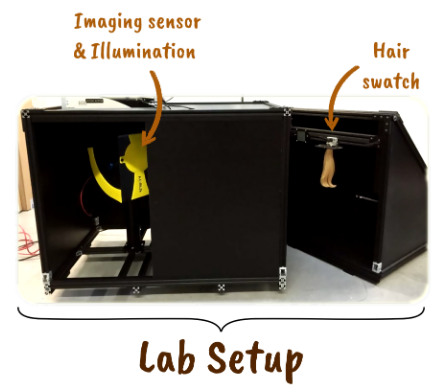 Imaging sensor
& Illumination
Hair
swatch
Lab Setup